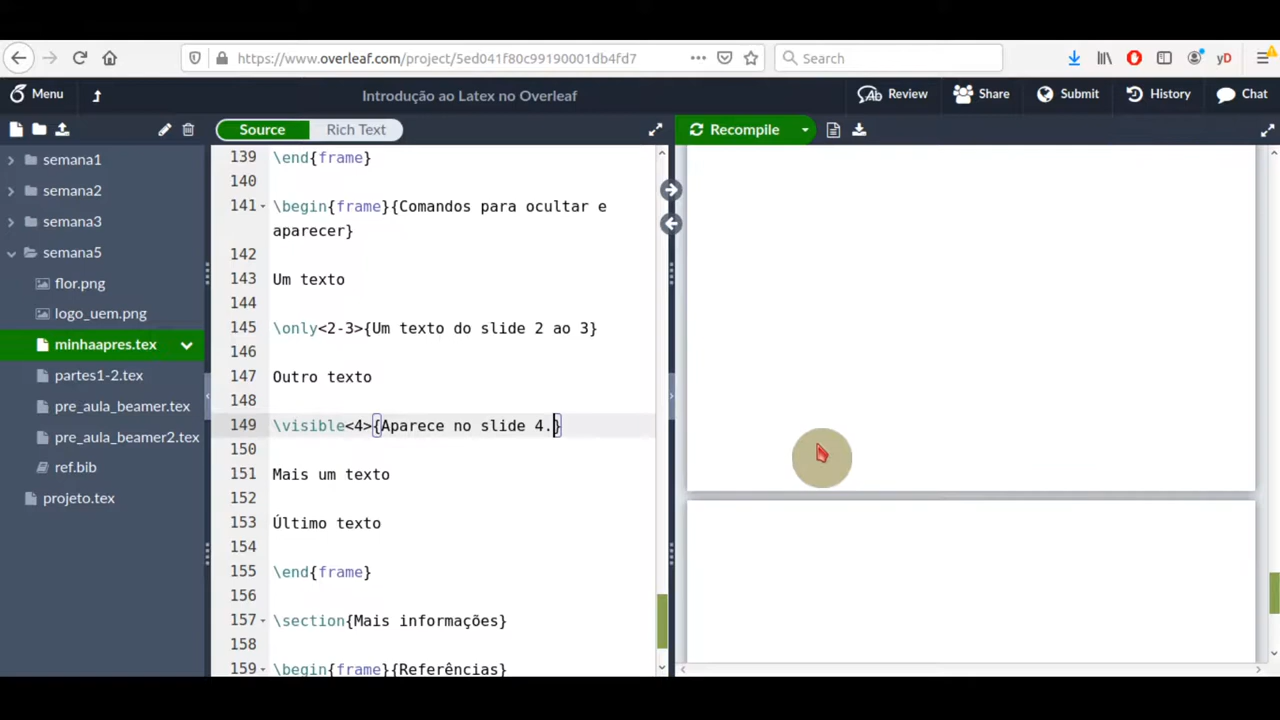 https://www.overleaf.com/project/5ed041f80c99190001db4fd7
Search
yD
Menu
Introdução ao Latex no Overleaf
Ab Review
Share
Submit
History
Chat
Source
Rich Text
Recompile
semana1
semana2
semana3
semana5
flor.png
logo_uem.png
minhaapres.tex
partes1-2.tex
pre_aula_beamer.tex
pre_aula_beamer2.tex
ref.bib
projeto.tex
139 \end{frame}
140
141 \begin{frame}{Comandos para ocultar e
aparecer}
142
143 Um texto
144
145 \only<2-3>{Um texto do slide 2 ao 3}
146
147 Outro texto
148
149 \visible<4>{Aparece no slide 4.}
150
151 Mais um texto
152
153 Último texto
154
155 \end{frame}
156
157 \section{Mais informações}
158
159 \begin{frame}{Referências}